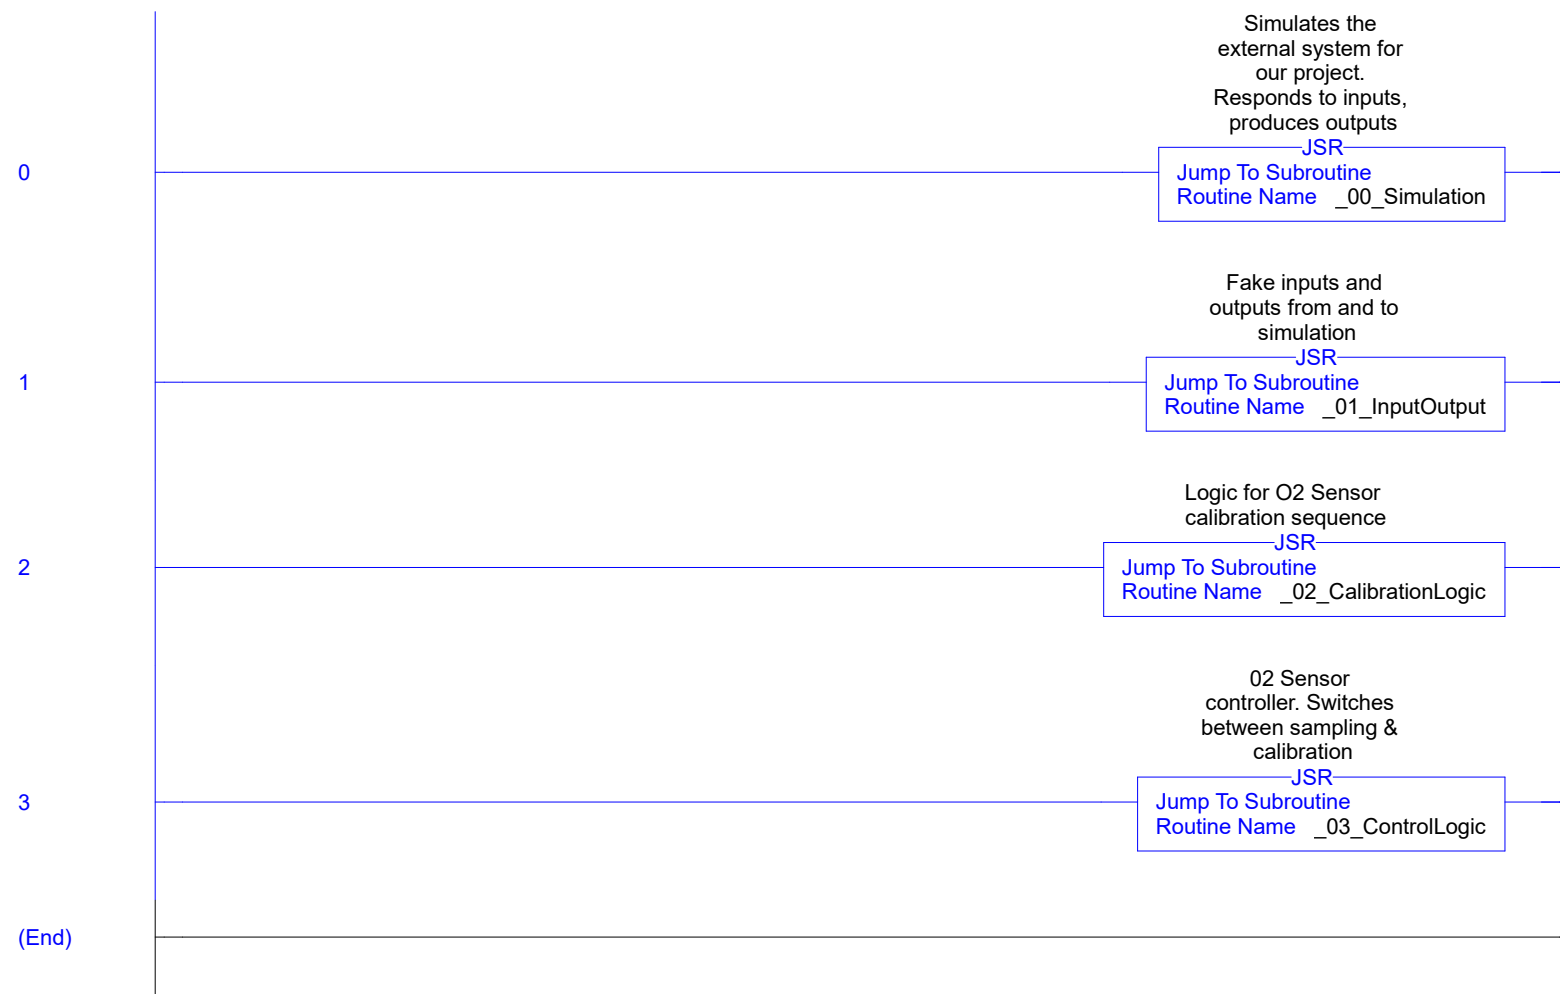 Simulates the
external system for
our project.
Responds to inputs,
produces outputs
JSR
0
Jump To Subroutine
Routine Name _00_Simulation
Fake inputs and
outputs from and to
simulation
JSR
1
Jump To Subroutine
Routine Name _01_InputOutput
Logic for O2 Sensor
calibration sequence
JSR
2
Jump To Subroutine
Routine Name _02_CalibrationLogic
02 Sensor
controller. Switches
between sampling &
calibration
JSR
3
Jump To Subroutine
Routine Name _03_ControlLogic
(End)